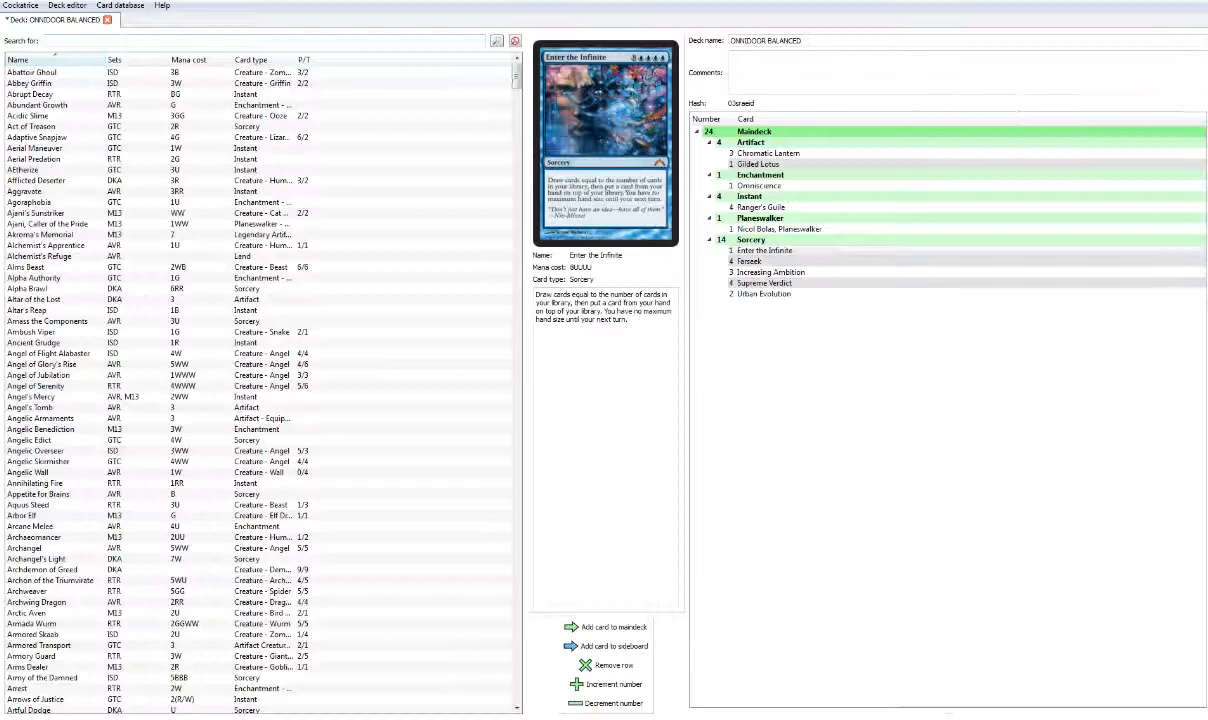 Cockatrice Deck editor Card database Help
* Deck: ONNIDOOR BALANCED
Search for:
Name Sets Mana cost Card type P/T
Abattoir Ghoul ISD 3B Creature - Zom... 3/2
Abbey Griffin ISD 3W Creature - Griffin 2/2
Abrupt Decay RTR BG Instant
Abundant Growth AVR G Enchantment - ...
Acidic Slime M13 3GG Creature - Ooze 2/2
Act of Treason GTC 2R Sorcery
Adaptive Snapjaw GTC 4G Creature - Lizar... 6/2
Aerial Maneuver GTC 1W Instant
Aerial Predation RTR 2G Instant
AEtherize GTC 3U Instant
Afflicted Deserter DKA 3R Creature - Hum... 3/2
Aggravate AVR 3RR Instant
Agoraphobia GTC 1U Enchantment - ...
Ajani's Sunstriker M13 WW Creature - Cat ... 2/2
Ajani, Caller of the Pride M13 1WW Planeswalker - ...
Akroma's Memorial M13 7 Legendary Artif...
Alchemist's Apprentice AVR 1U Creature - Hum... 1/1
Alchemist's Refuge AVR Land
Alms Beast GTC 2WB Creature - Beast 6/6
Alpha Authority GTC 1G Enchantment - ...
Alpha Brawl DKA 6RR Sorcery
Altar of the Lost DKA 3 Artifact
Altar's Reap ISD 1B Instant
Amass the Components AVR 3U Sorcery
Ambush Viper ISD 1G Creature - Snake 2/1
Ancient Grudge ISD 1R Instant
Angel of Flight Alabaster ISD 4W Creature - Angel 4/4
Angel of Glory's Rise AVR 5WW Creature - Angel 4/6
Angel of Jubilation AVR 1WWW Creature - Angel 3/3
Angel of Serenity RTR 4WWW Creature - Angel 5/6
Angel's Mercy AVR, M13 2WW Instant
Angel's Tomb AVR 3 Artifact
Angelic Armaments AVR 3 Artifact - Equip...
Angelic Benediction M13 3W Enchantment
Angelic Edict GTC 4W Sorcery
Angelic Overseer ISD 3WW Creature - Angel 5/3
Angelic Skirmisher GTC 4WW Creature - Angel 4/4
Angelic Wall AVR 1W Creature - Wall 0/4
Annihilating Fire RTR 1RR Instant
Appetite for Brains AVR B Sorcery
Aquus Steed RTR 3U Creature - Beast 1/3
Arbor Elf M13 G Creature - Elf Dr... 1/1
Arcane Melee AVR 4U Enchantment
Archaeomancer M13 2UU Creature - Hum... 1/2
Archangel AVR 5WW Creature - Angel 5/5
Archangel's Light DKA 7W Sorcery
Archdemon of Greed DKA Creature - Dem... 9/9
Archon of the Triumvirate RTR 5WU Creature - Arch... 4/5
Archweaver RTR 5GG Creature - Spider 5/5
Archwing Dragon AVR 2RR Creature - Drag... 4/4
Arctic Aven M13 2U Creature - Bird ... 2/1
Armada Wurm RTR 2GGWW Creature - Wurm 5/5
Armored Skaab ISD 2U Creature - Zom... 1/4
Armored Transport GTC 3 Artifact Creatur... 2/1
Armory Guard RTR 3W Creature - Giant... 2/5
Arms Dealer M13 2R Creature - Gobli... 1/1
Army of the Damned ISD 5BBB Sorcery
Arrest RTR 2W Enchantment - ...
Arrows of Justice GTC 2(R/W) Instant
Artful Dodge DKA U Sorcery
Enter the Infinite 8
Sorcery
Draw cards equal to the number of cards
in your library, then put a card from your
hand on top of your library. You have no
maximum hand size until your next turn.
"Don't just have an idea—have all of them."
—Niv-Mizzet
Name: Enter the Infinite
Mana cost: 8UUUU
Card type: Sorcery
Draw cards equal to the number of cards in
your library, then put a card from your hand
on top of your library. You have no maximum
hand size until your next turn.
Add card to maindeck
Add card to sideboard
Remove row
Increment number
Decrement number
Deck name: ONNIDOOR BALANCED
Comments:
Hash: 03sraeid
Number Card
24 Maindeck
4 Artifact
3 Chromatic Lantern
1 Gilded Lotus
1 Enchantment
1 Omniscience
4 Instant
4 Ranger's Guile
1 Planeswalker
1 Nicol Bolas, Planeswalker
14 Sorcery
1 Enter the Infinite
4 Farseek
3 Increasing Ambition
4 Supreme Verdict
2 Urban Evolution